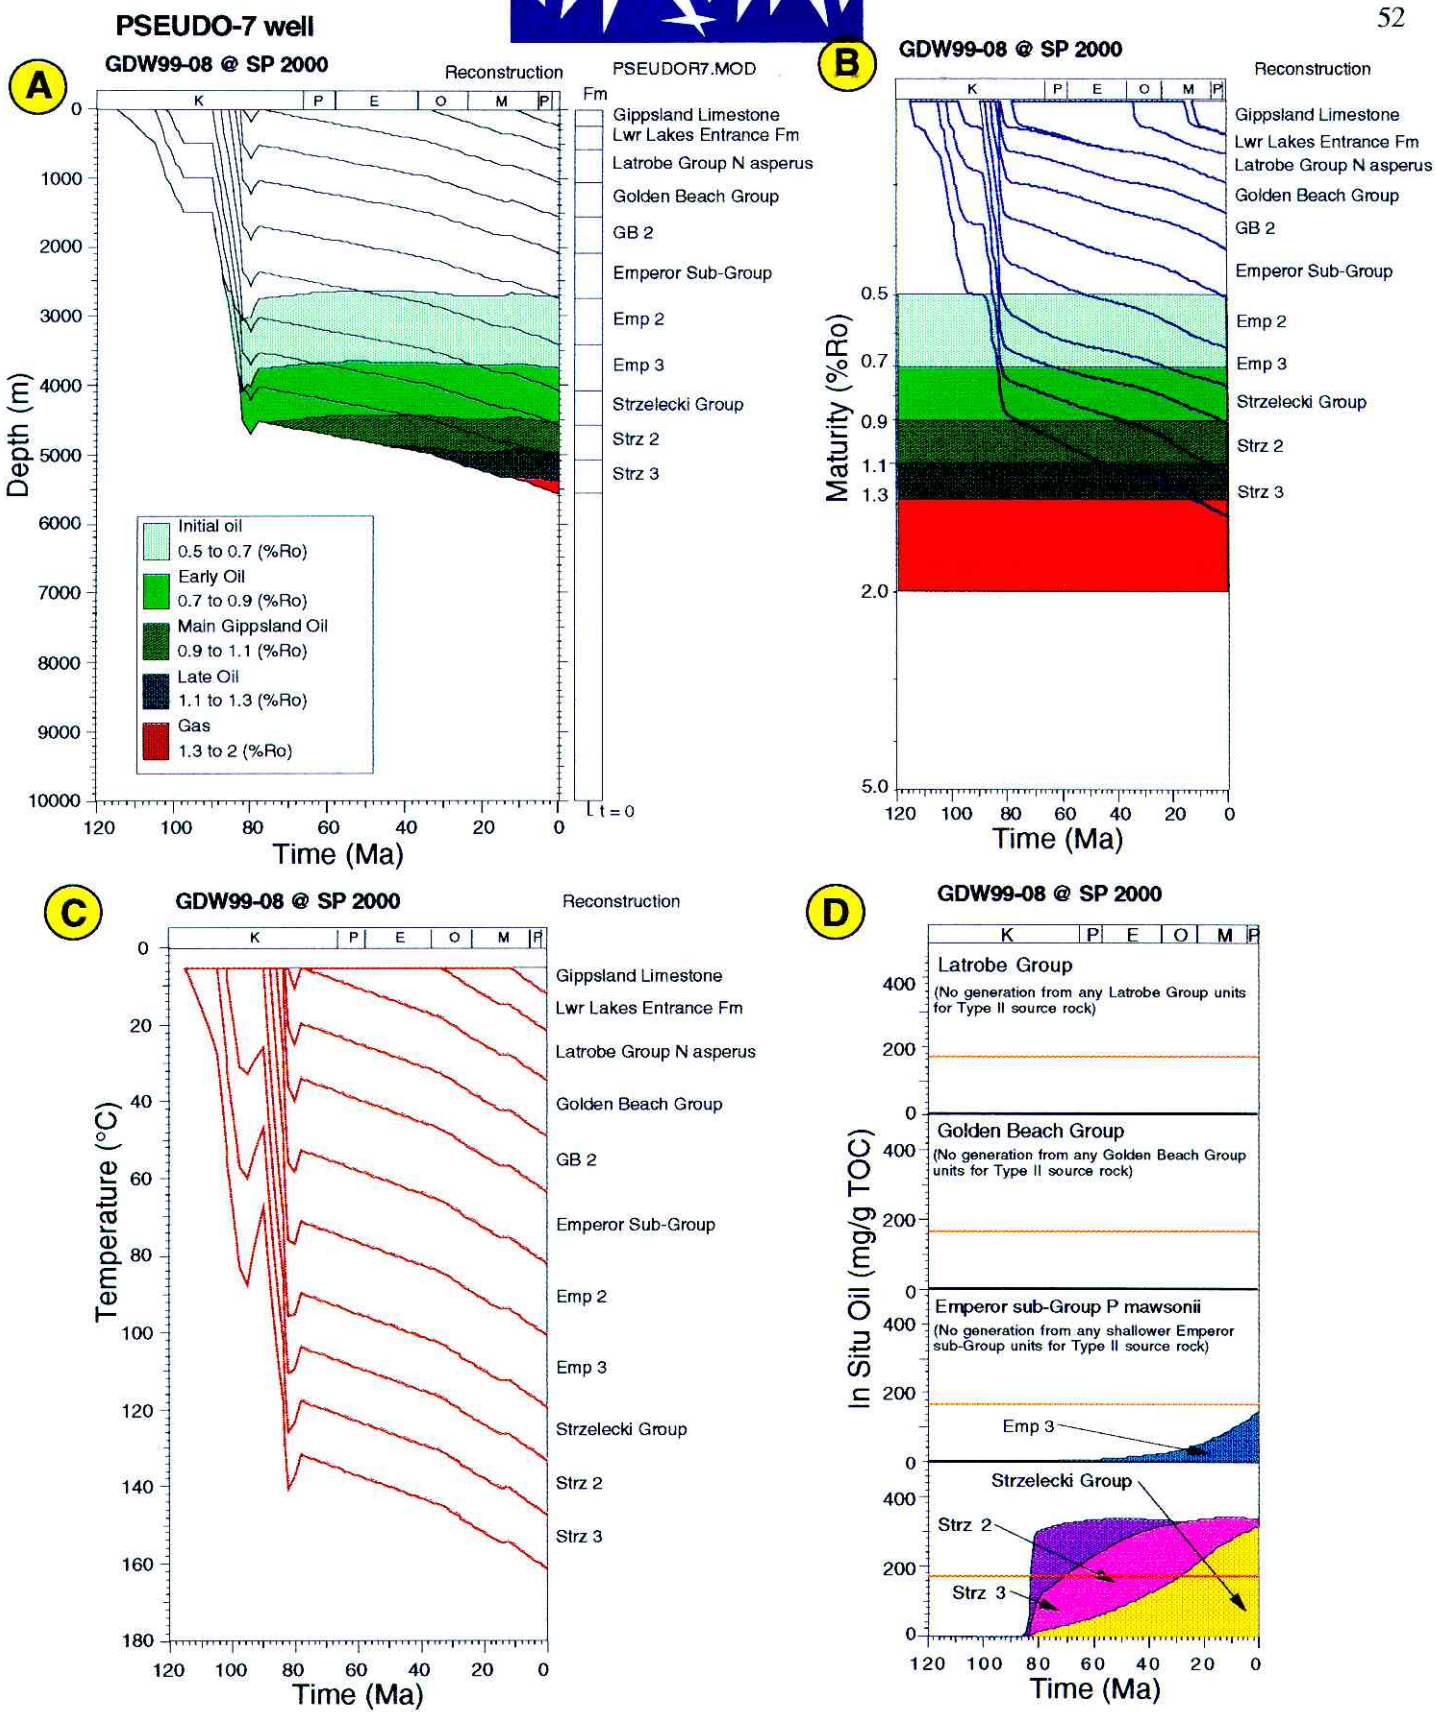 52
PSEUDO-7 well
A
GDW99-08 @ SP 2000
Reconstruction
PSEUDOR7.MOD
Fm
K P E O M P
Gippsland Limestone
Lwr Lakes Entrance Fm
Latrobe Group N asperus
Golden Beach Group
GB 2
Emperor Sub-Group
Emp 2
Emp 3
Strzelecki Group
Strz 2
Strz 3
Depth (m)
0
1000
2000
3000
4000
5000
6000
7000
8000
9000
10000
Initial oil
0.5 to 0.7 (%Ro)
Early Oil
0.7 to 0.9 (%Ro)
Main Gippsland Oil
0.9 to 1.1 (%Ro)
Late Oil
1.1 to 1.3 (%Ro)
Gas
1.3 to 2 (%Ro)
t = 0
120 100 80 60 40 20 0
Time (Ma)
B
GDW99-08 @ SP 2000
Reconstruction
K P E O M P
Gippsland Limestone
Lwr Lakes Entrance Fm
Latrobe Group N asperus
Golden Beach Group
GB 2
Emperor Sub-Group
Emp 2
Emp 3
Strzelecki Group
Strz 2
Strz 3
Maturity (%Ro)
0.5
0.7
0.9
1.1
1.3
2.0
5.0
120 100 80 60 40 20 0
Time (Ma)
C
GDW99-08 @ SP 2000
Reconstruction
K P E O M P
Gippsland Limestone
Lwr Lakes Entrance Fm
Latrobe Group N asperus
Golden Beach Group
GB 2
Emperor Sub-Group
Emp 2
Emp 3
Strzelecki Group
Strz 2
Strz 3
Temperature (°C)
0
20
40
60
80
100
120
140
160
180
120 100 80 60 40 20 0
Time (Ma)
D
GDW99-08 @ SP 2000
K P E O M P
Latrobe Group
(No generation from any Latrobe Group units
for Type II source rock)
400
200
0
Golden Beach Group
(No generation from any Golden Beach Group
units for Type II source rock)
400
200
0
Emperor sub-Group P mawsonii
(No generation from any shallower Emperor
sub-Group units for Type II source rock)
400
200
0
Emp 3
Strzelecki Group
Strz 2
Strz 3
400
200
0
In Situ Oil (mg/g TOC)
120 100 80 60 40 20 0
Time (Ma)